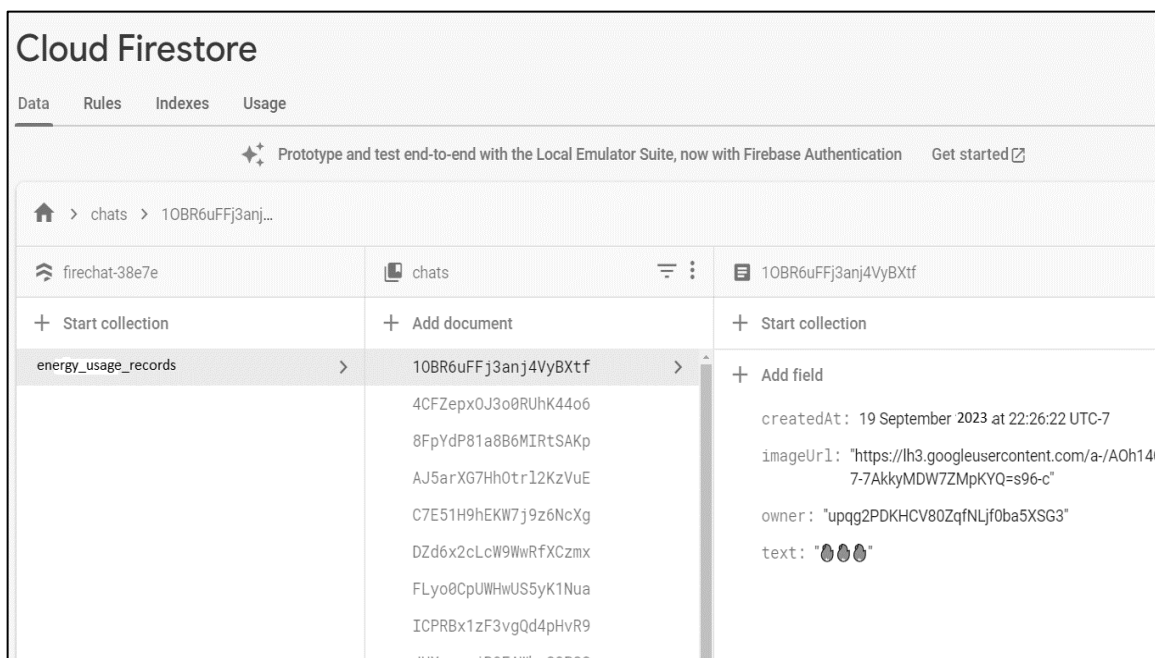 Cloud Firestore
Data Rules Indexes Usage
Prototype and test end-to-end with the Local Emulator Suite, now with Firebase Authentication Get started
chats > 1OBR6uFFj3anj...
firechat-38e7e
+ Start collection
energy_usage_records
chats
+ Add document
1OBR6uFFj3anj4VyBXtf
4CFZepxOJ3o0RUhK44o6
8FpYdP81a8B6MIRtSAKp
AJ5arXG7HhOtrl2KzVuE
C7E51H9hEKW7j9z6NcXg
DZd6x2cLcW9WwRfXCzmx
FLyo0CpUWHwUS5yK1Nua
ICPRBx1zF3vgQd4pHvR9
1OBR6uFFj3anj4VyBXtf
+ Start collection
+ Add field
createdAt: 19 September 2023 at 22:26:22 UTC-7
imageUrl: "https://lh3.googleusercontent.com/a-/AOh14
7-7AkkyMDW7ZMpKYQ=s96-c"
owner: "upqg2PDKHCV80ZqfNLjf0ba5XSG3"
text: "🐧🐧🐧"